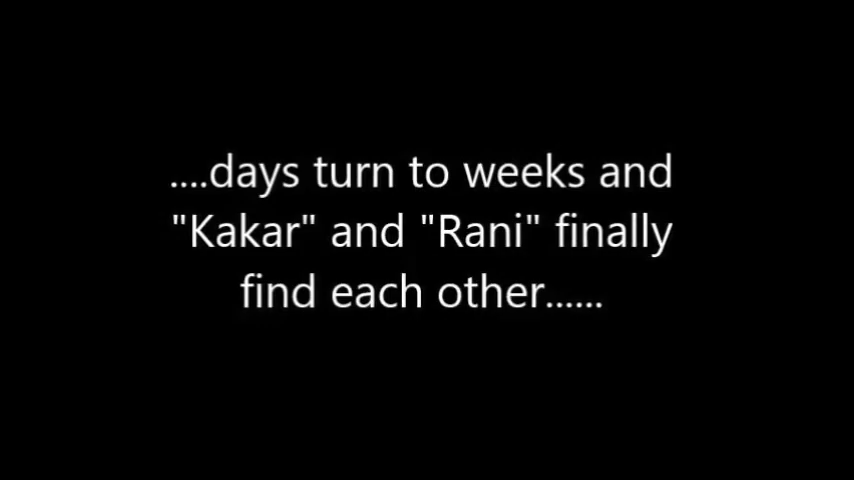 ....days turn to weeks and
"Kakar" and "Rani" finally
find each other......